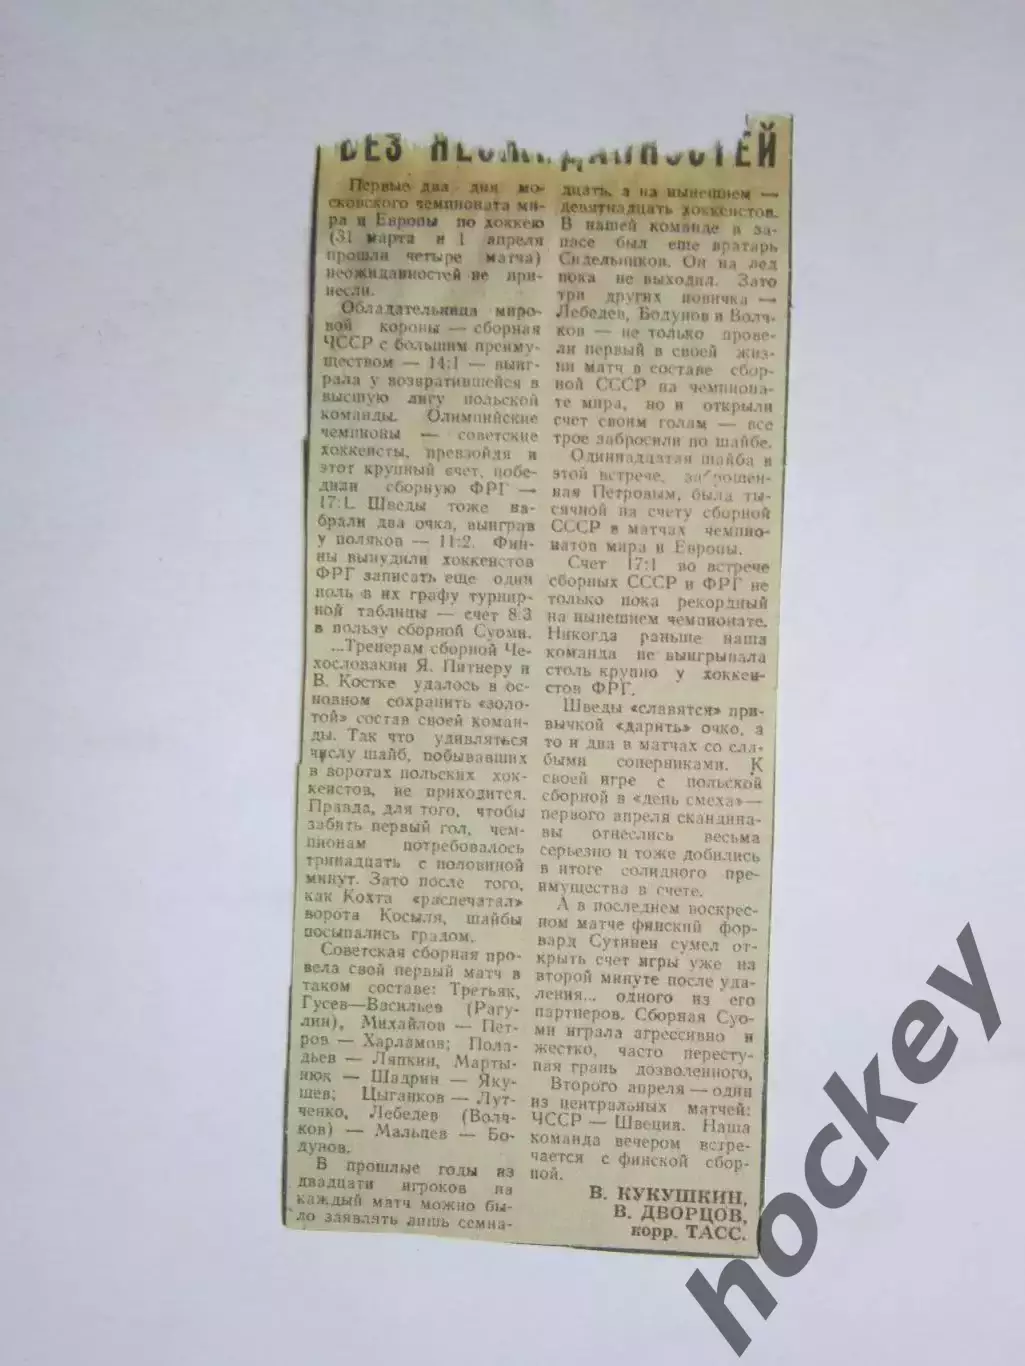 БЕЗ НЕОЖИДАННОСТЕЙ
Первые два дня мо-
сковского чемпионата ми-
ра и Европы по хоккею
(31 марта и 1 апреля
прошли четыре матча)
неожиданностей не при-
несли.
Обладательница миро-
вой короны — сборная
ЧССР с большим преиму-
ществом — 14:1 — выиг-
рала у возвратившейся в
высшую лигу польской
команды. Олимпийские
чемпионы — советские
хоккеисты, превзойдя и
этот крупный счет, побе-
дили сборную ФРГ —
17:1. Шведы тоже на-
брали два очка, выиграв
у поляков — 11:2. Фин-
ны вынудили хоккеистов
ФРГ записать еще один
ноль в их графу турнир-
ной таблицы — счет 8:3
в пользу сборной Суоми.
...Тренерам сборной Че-
хословакии Я. Питнеру и
В. Костке удалось в ос-
новном сохранить «золо-
той» состав своей коман-
ды. Так что удивляться
числу шайб, побывавших
в воротах польских хок-
кеистов, не приходится.
Правда, для того, чтобы
забить первый гол, чем-
пионам потребовалось
тринадцать с половиной
минут. Зато после того,
как Кохта «распечатал»
ворота Косыля, шайбы
посыпались градом.
Советская сборная про-
вела свой первый матч в
таком составе: Третьяк,
Гусев—Васильев (Рагу-
лин), Михайлов — Пет-
ров — Харламов; Пола-
дьев — Ляпкин, Марты-
нюк — Шадрин — Яку-
шев; Цыганков — Лут-
ченко, Лебедев (Волч-
ков) — Мальцев — Бо-
дунов.
В прошлые годы из
двадцати игроков на
каждый матч можно бы-
ло заявлять лишь семна-
дцать, а на нынешнем —
девятнадцать хоккеистов.
В нашей команде в за-
пасе был еще вратарь
Сидельников. Он на лед
пока не выходил. Зато
три других новичка —
Лебедев, Бодунов и Волч-
ков — не только прове-
ли первый в своей жиз-
ни матч в составе сбор-
ной СССР на чемпиона-
те мира, но и открыли
счет своим голам — все
трое забросили по шайбе.
Одиннадцатая шайба в
этой встрече, заброшен-
ная Петровым, была ты-
сячной на счету сборной
СССР в матчах чемпио-
натов мира и Европы.
Счет 17:1 во встрече
сборных СССР и ФРГ не
только пока рекордный
на нынешнем чемпионате.
Никогда раньше наша
команда не выигрывала
столь крупно у хоккеи-
стов ФРГ.
Шведы «славятся» при-
вычкой «дарить» очко, а
то и два в матчах со сла-
быми соперниками. К
своей игре с польской
сборной в «день смеха»—
первого апреля скандина-
вы отнеслись весьма
серьезно и тоже добились
в итоге солидного пре-
имущества в счете.
А в последнем воскрес-
ном матче финский фор-
вард Сутинен сумел от-
крыть счет игры уже на
второй минуте после уда-
ления... одного из его
партнеров. Сборная Суо-
ми играла агрессивно и
жестко, часто пересту-
пая грань дозволенного,
Второго апреля — один
из центральных матчей:
ЧССР — Швеция. Наша
команда вечером встре-
чается с финской сбор-
ной.
В. КУКУШКИН,
В. ДВОРЦОВ,
корр. ТАСС.
hockey